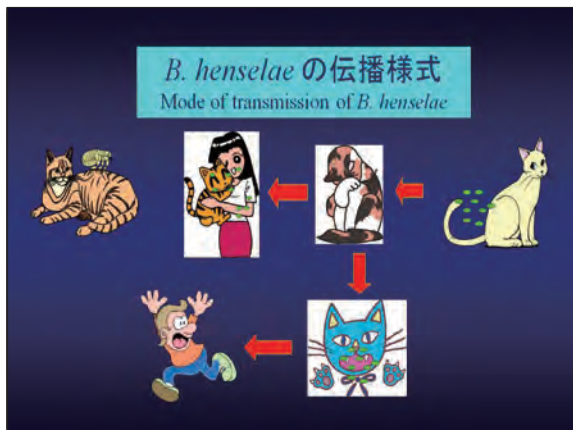 B. henselae の伝播様式
Mode of transmission of B. henselae